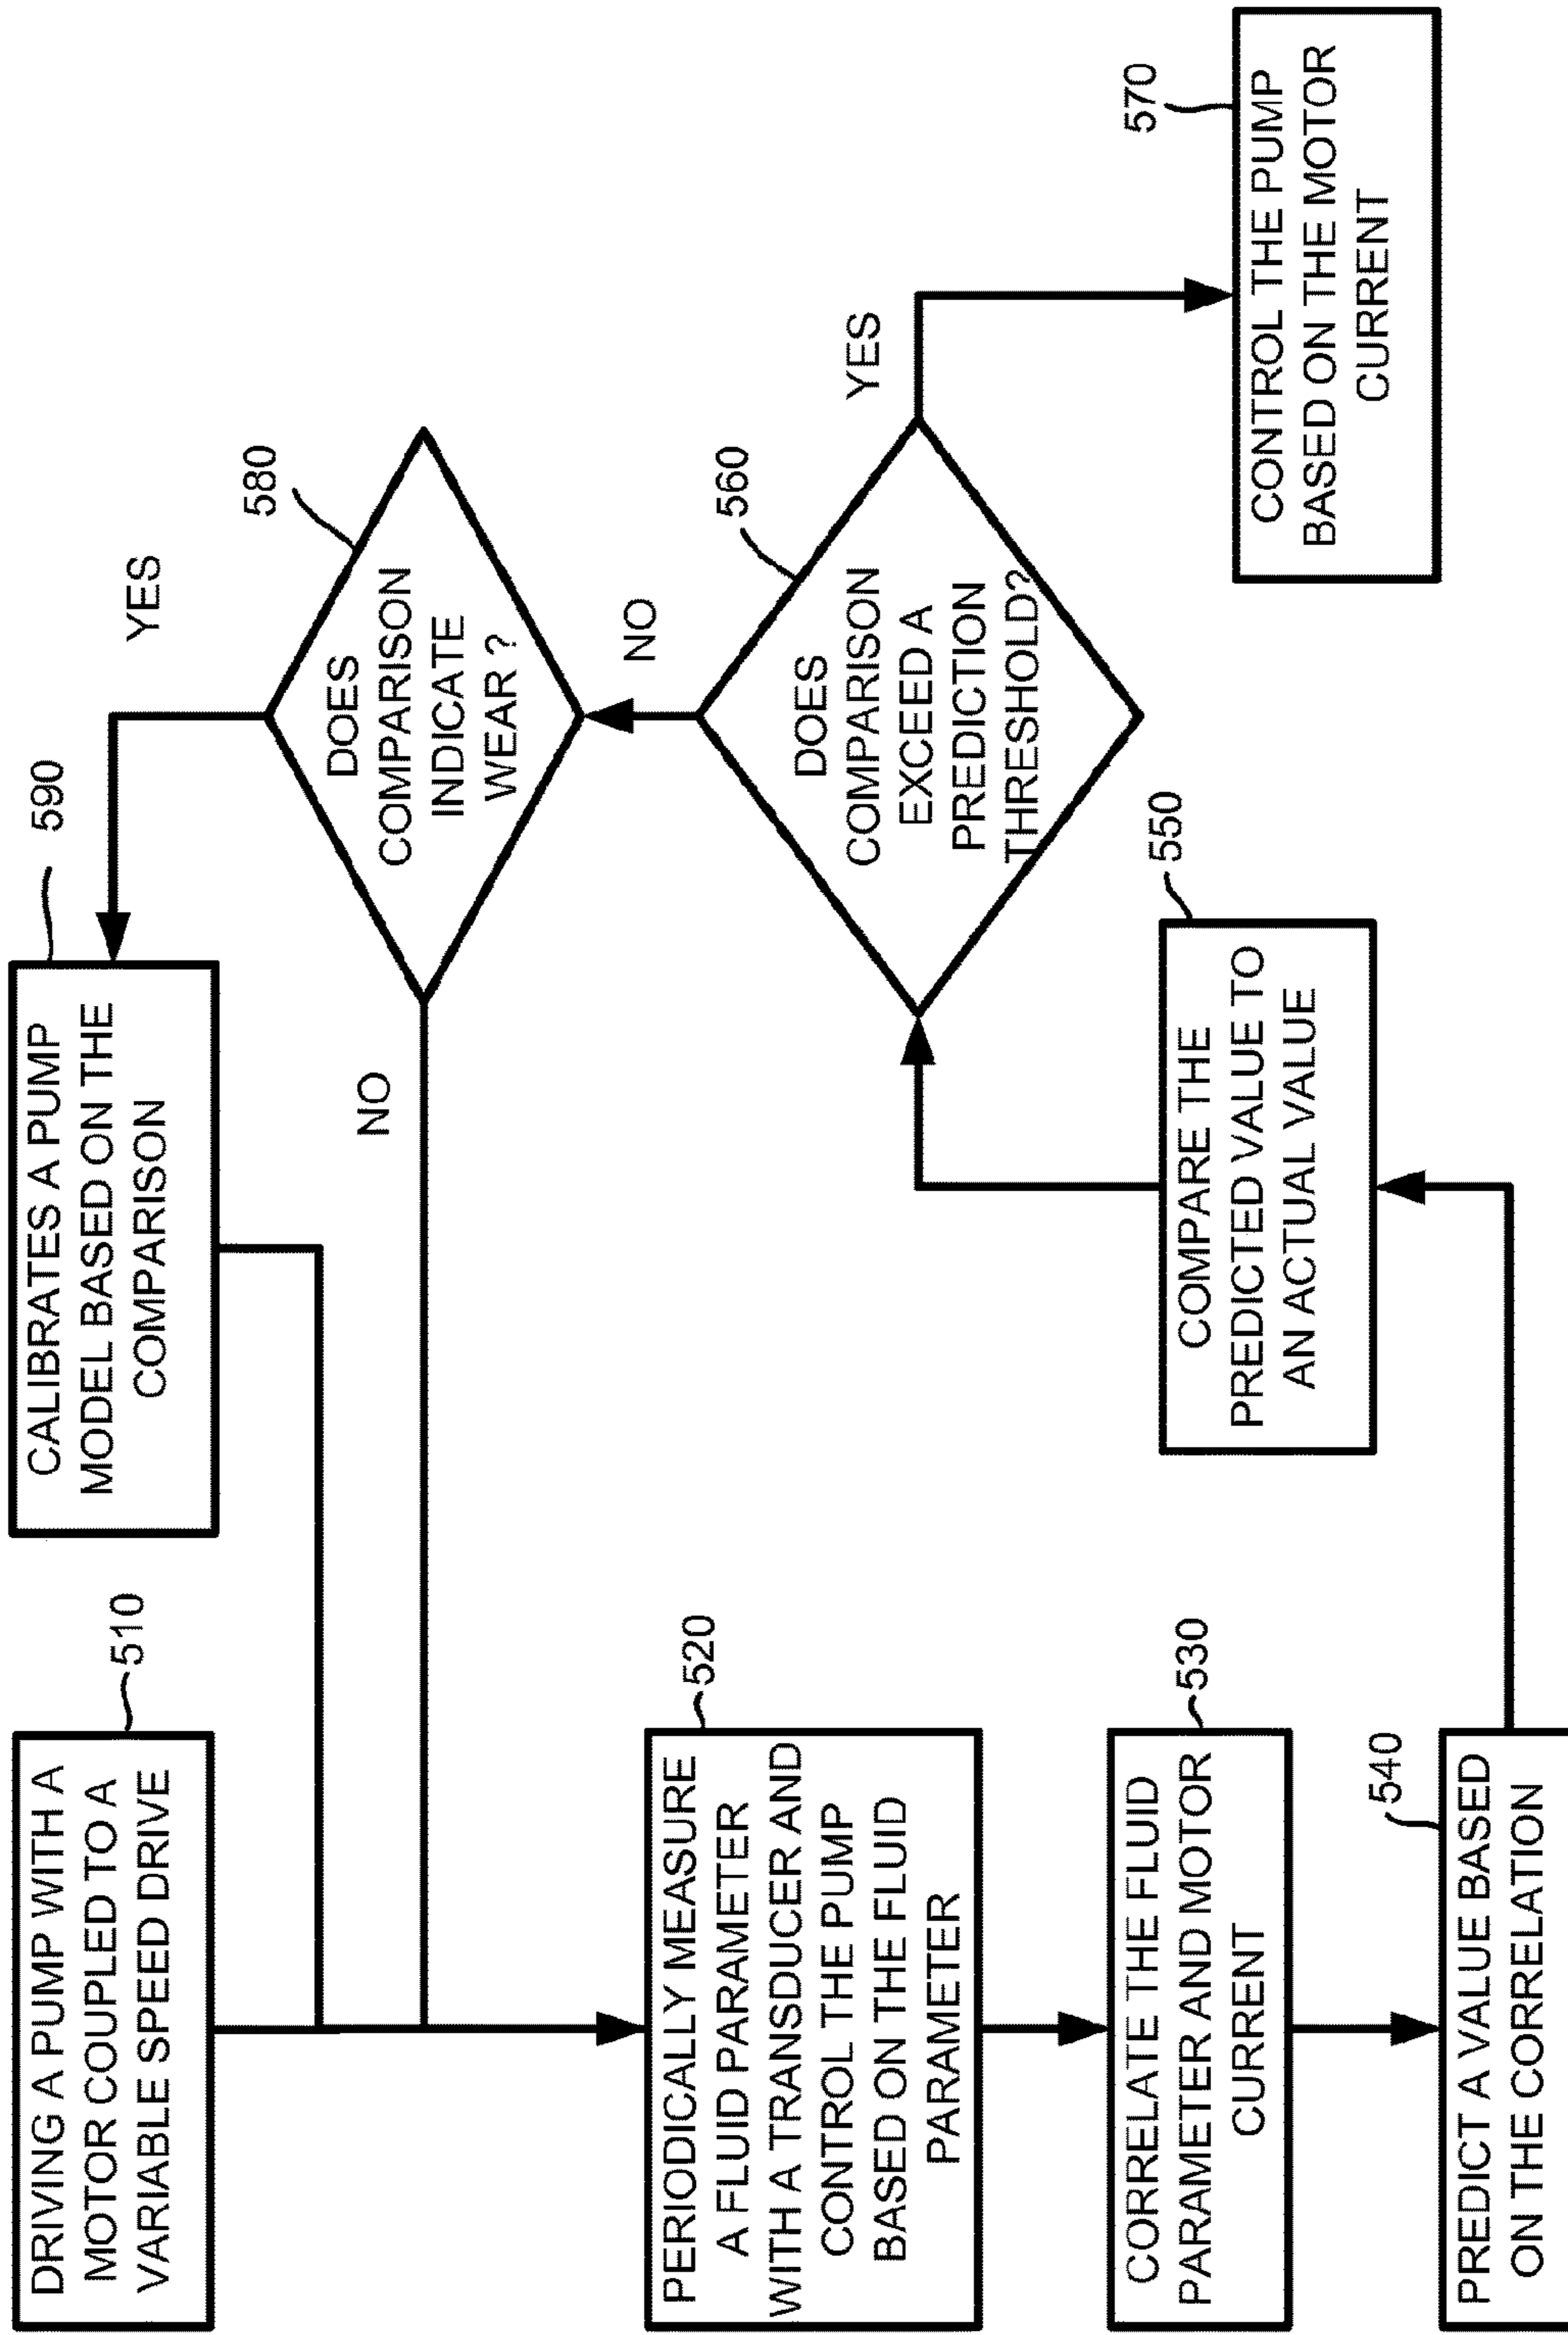 DRIVING A PUMP WITH A
MOTOR COUPLED TO A
VARIABLE SPEED DRIVE
510
PERIODICALLY MEASURE
A FLUID PARAMETER
WITH A TRANSDUCER AND
CONTROL THE PUMP
BASED ON THE FLUID
PARAMETER
520
CORRELATE THE FLUID
PARAMETER AND MOTOR
CURRENT
530
PREDICT A VALUE BASED
ON THE CORRELATION
540
COMPARE THE
PREDICTED VALUE TO
AN ACTUAL VALUE
550
DOES
COMPARISON
EXCEED A
PREDICTION
THRESHOLD?
560
YES
NO
CONTROL THE PUMP
BASED ON THE MOTOR
CURRENT
570
DOES
COMPARISON
INDICATE
WEAR ?
580
YES
NO
CALIBRATES A PUMP
MODEL BASED ON THE
COMPARISON
590